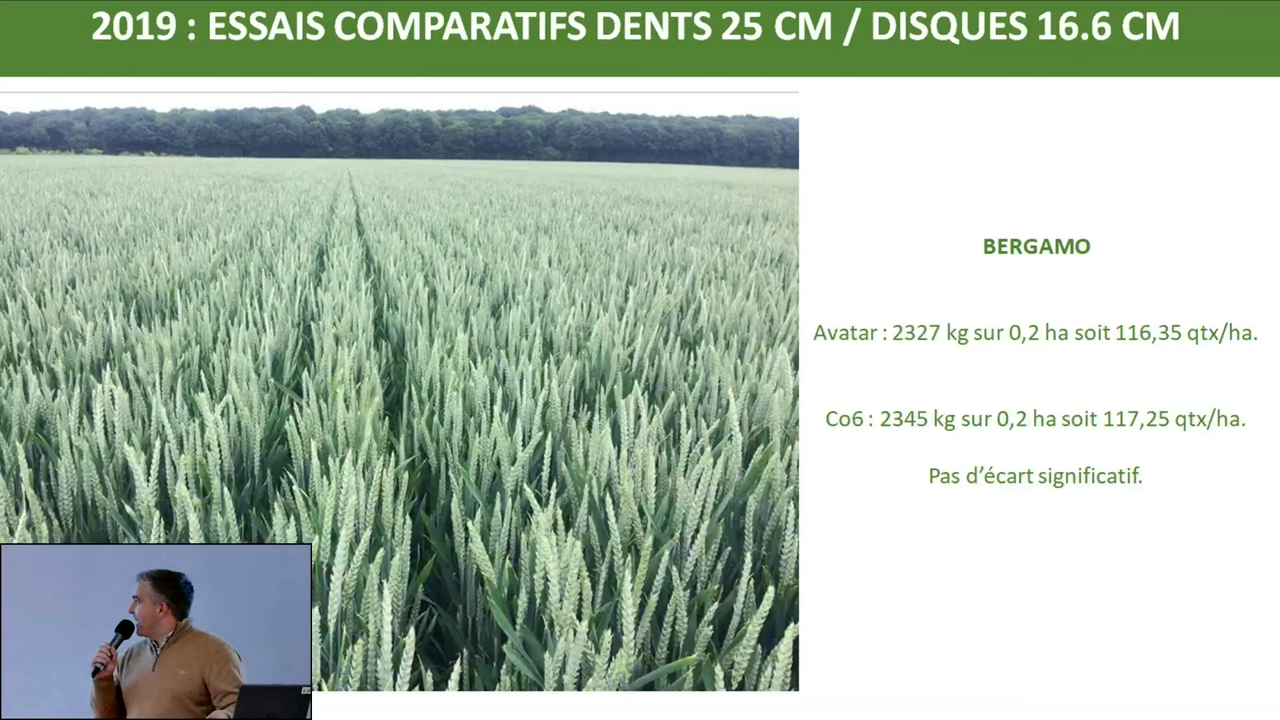 2019 : ESSAIS COMPARATIFS DENTS 25 CM / DISQUES 16.6 CM
BERGAMO
Avatar : 2327 kg sur 0,2 ha soit 116,35 qtx/ha.
Co6 : 2345 kg sur 0,2 ha soit 117,25 qtx/ha.
Pas d’écart significatif.